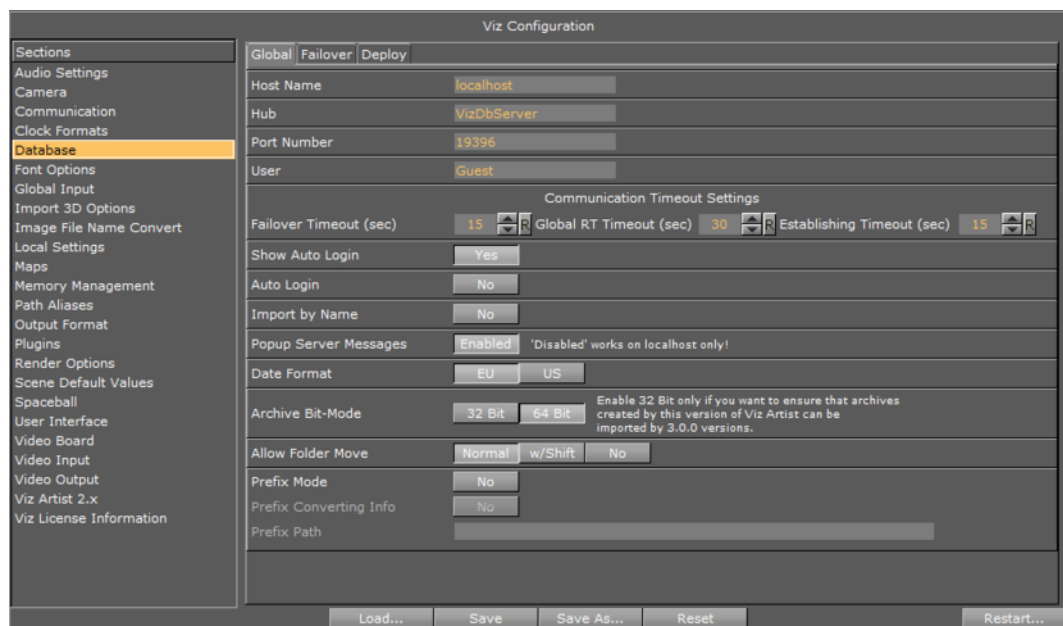 Viz Configuration
Sections
Audio Settings
Camera
Communication
Clock Formats
Database
Font Options
Global Input
Import 3D Options
Image File Name Convert
Local Settings
Maps
Memory Management
Path Aliases
Output Format
Plugins
Render Options
Scene Default Values
Spaceball
User Interface
Video Board
Video Input
Video Output
Viz Artist 2.x
Viz License Information
Global Failover Deploy
Host Name localhost
Hub VizDbServer
Port Number 19396
User Guest
Communication Timeout Settings
Failover Timeout (sec) 15 R Global RT Timeout (sec) 30 R Establishing Timeout (sec) 15 R
Show Auto Login Yes
Auto Login No
Import by Name No
Popup Server Messages Enabled 'Disabled' works on localhost only!
Date Format EU US
Archive Bit-Mode 32 Bit 64 Bit
Enable 32 Bit only if you want to ensure that archives
created by this version of Viz Artist can be
imported by 3.0.0 versions.
Allow Folder Move Normal w/Shift No
Prefix Mode No
Prefix Converting Info No
Prefix Path
Load... Save Save As... Reset Restart...